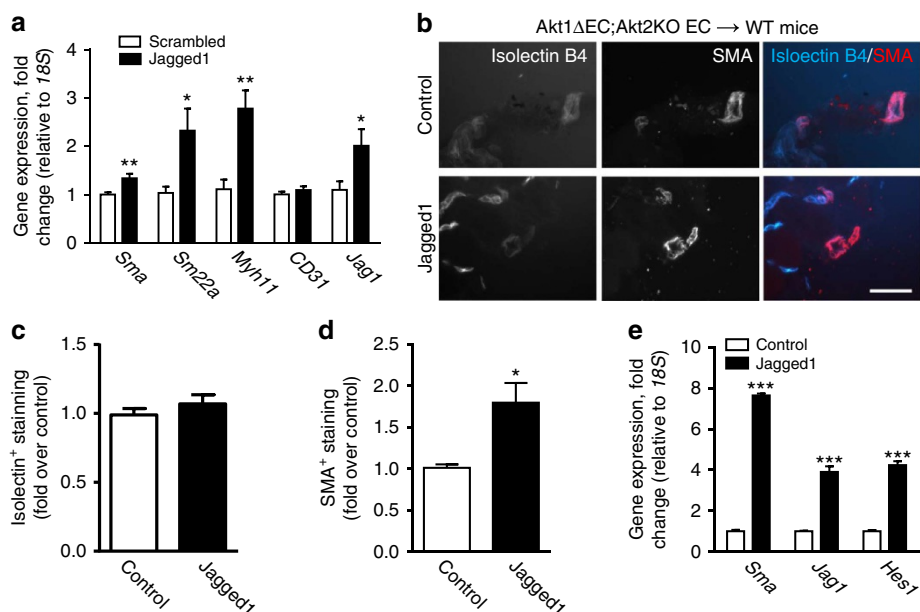 a
Scrambled
Jagged1
Gene expression, fold
change (relative to 18S)
4
3
2
1
0
**
*
**
*
Sma
Sm22a
Myh11
CD31
Jag1
b
Akt1ΔEC;Akt2KO EC → WT mice
Isolectin B4
SMA
Isloectin B4/SMA
Control
Jagged1
c
Isolectin+ stainning
(fold over control)
1.5
1.0
0.5
0.0
Control
Jagged1
d
SMA+ staining
(fold over control)
2.5
2.0
1.5
1.0
0.5
0.0
*
Control
Jagged1
e
Control
Jagged1
Gene expression, fold
change (relative to 18S)
10
8
6
4
2
0
***
***
***
Sma
Jag1
Hes1